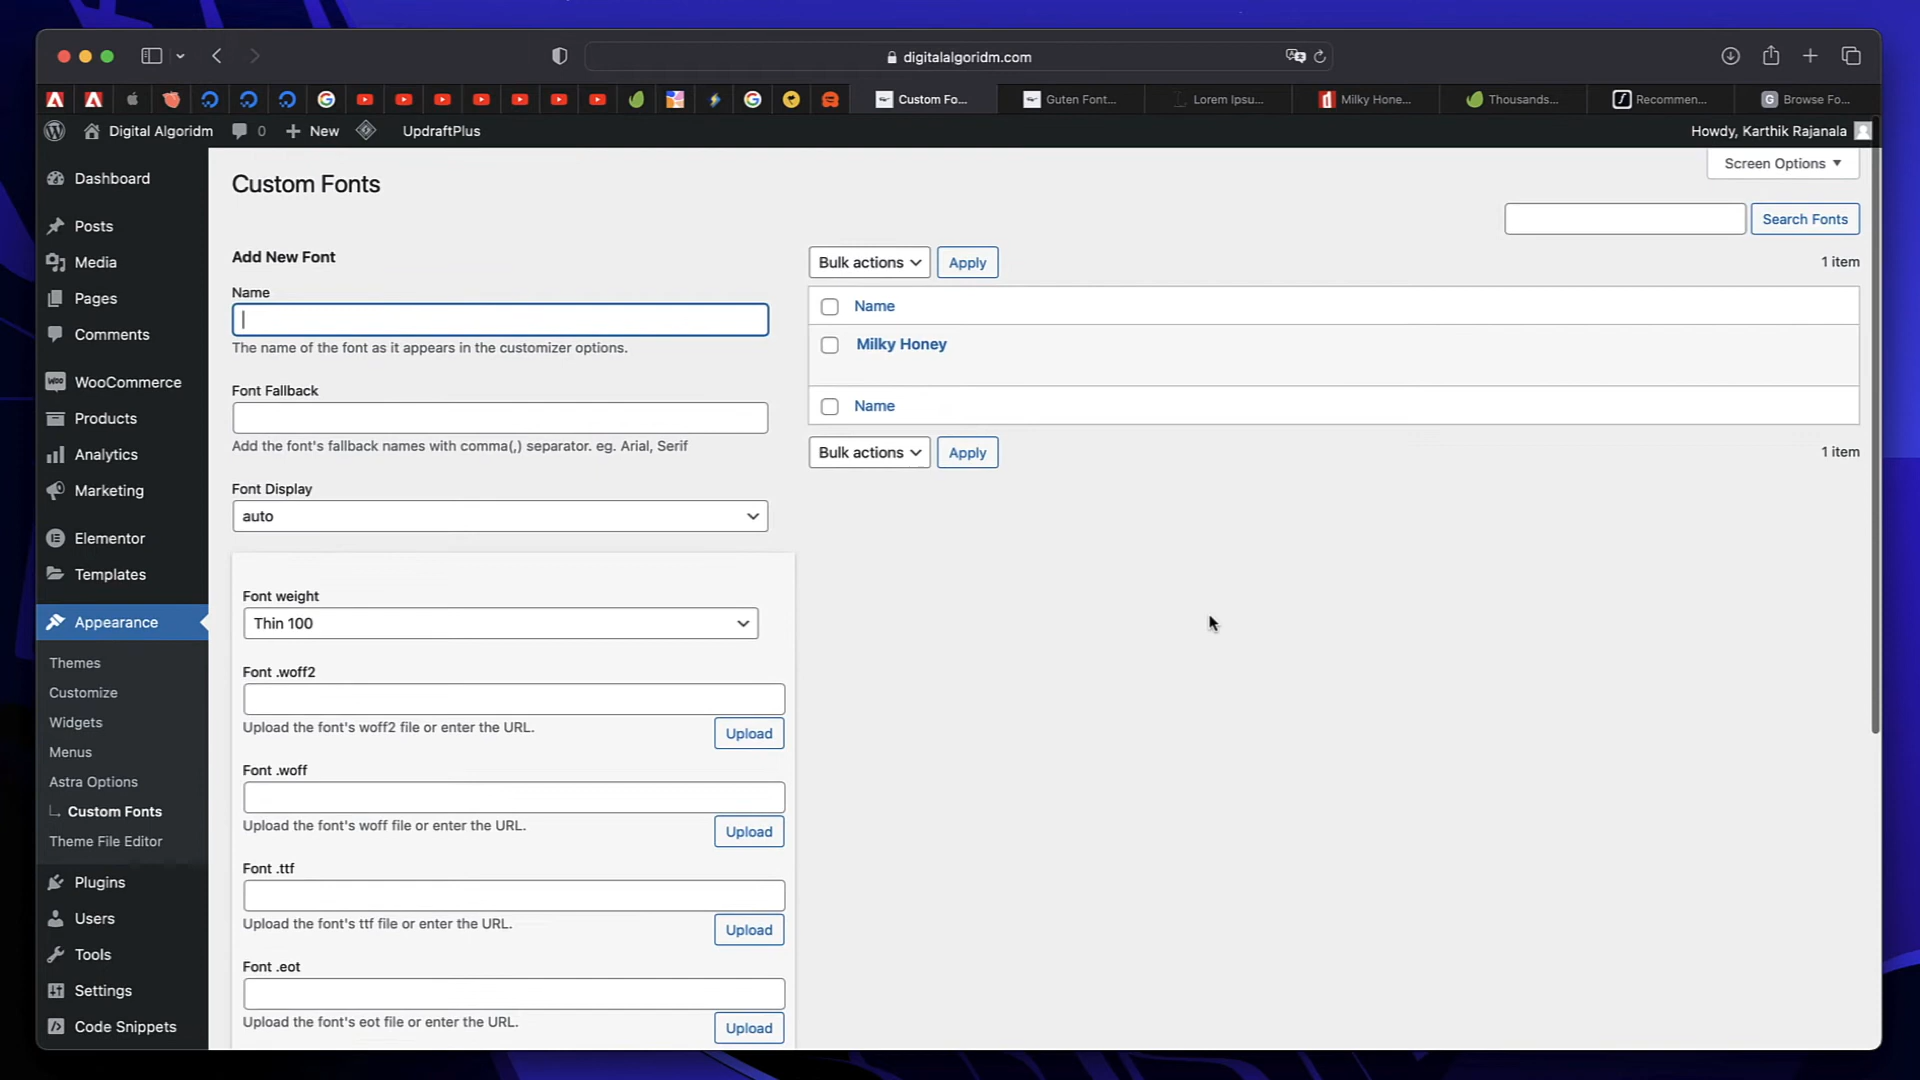 digitalalgoridm.com
Custom Fo...
Guten Font...
Lorem Ipsu...
Milky Hone...
Thousands...
Recommen...
Browse Fo...
Digital Algoridm
0
New
UpdraftPlus
Howdy, Karthik Rajanala
Dashboard
Posts
Media
Pages
Comments
WooCommerce
Products
Analytics
Marketing
Elementor
Templates
Appearance
Themes
Customize
Widgets
Menus
Astra Options
Custom Fonts
Theme File Editor
Plugins
Users
Tools
Settings
Code Snippets
Custom Fonts
Screen Options
Search Fonts
Add New Font
Name
The name of the font as it appears in the customizer options.
Font Fallback
Add the font's fallback names with comma(,) separator. eg. Arial, Serif
Font Display
auto
Font weight
Thin 100
Font .woff2
Upload the font's woff2 file or enter the URL.
Upload
Font .woff
Upload the font's woff file or enter the URL.
Upload
Font .ttf
Upload the font's ttf file or enter the URL.
Upload
Font .eot
Upload the font's eot file or enter the URL.
Upload
Bulk actions
Apply
1 item
Name
Milky Honey
Name
Bulk actions
Apply
1 item